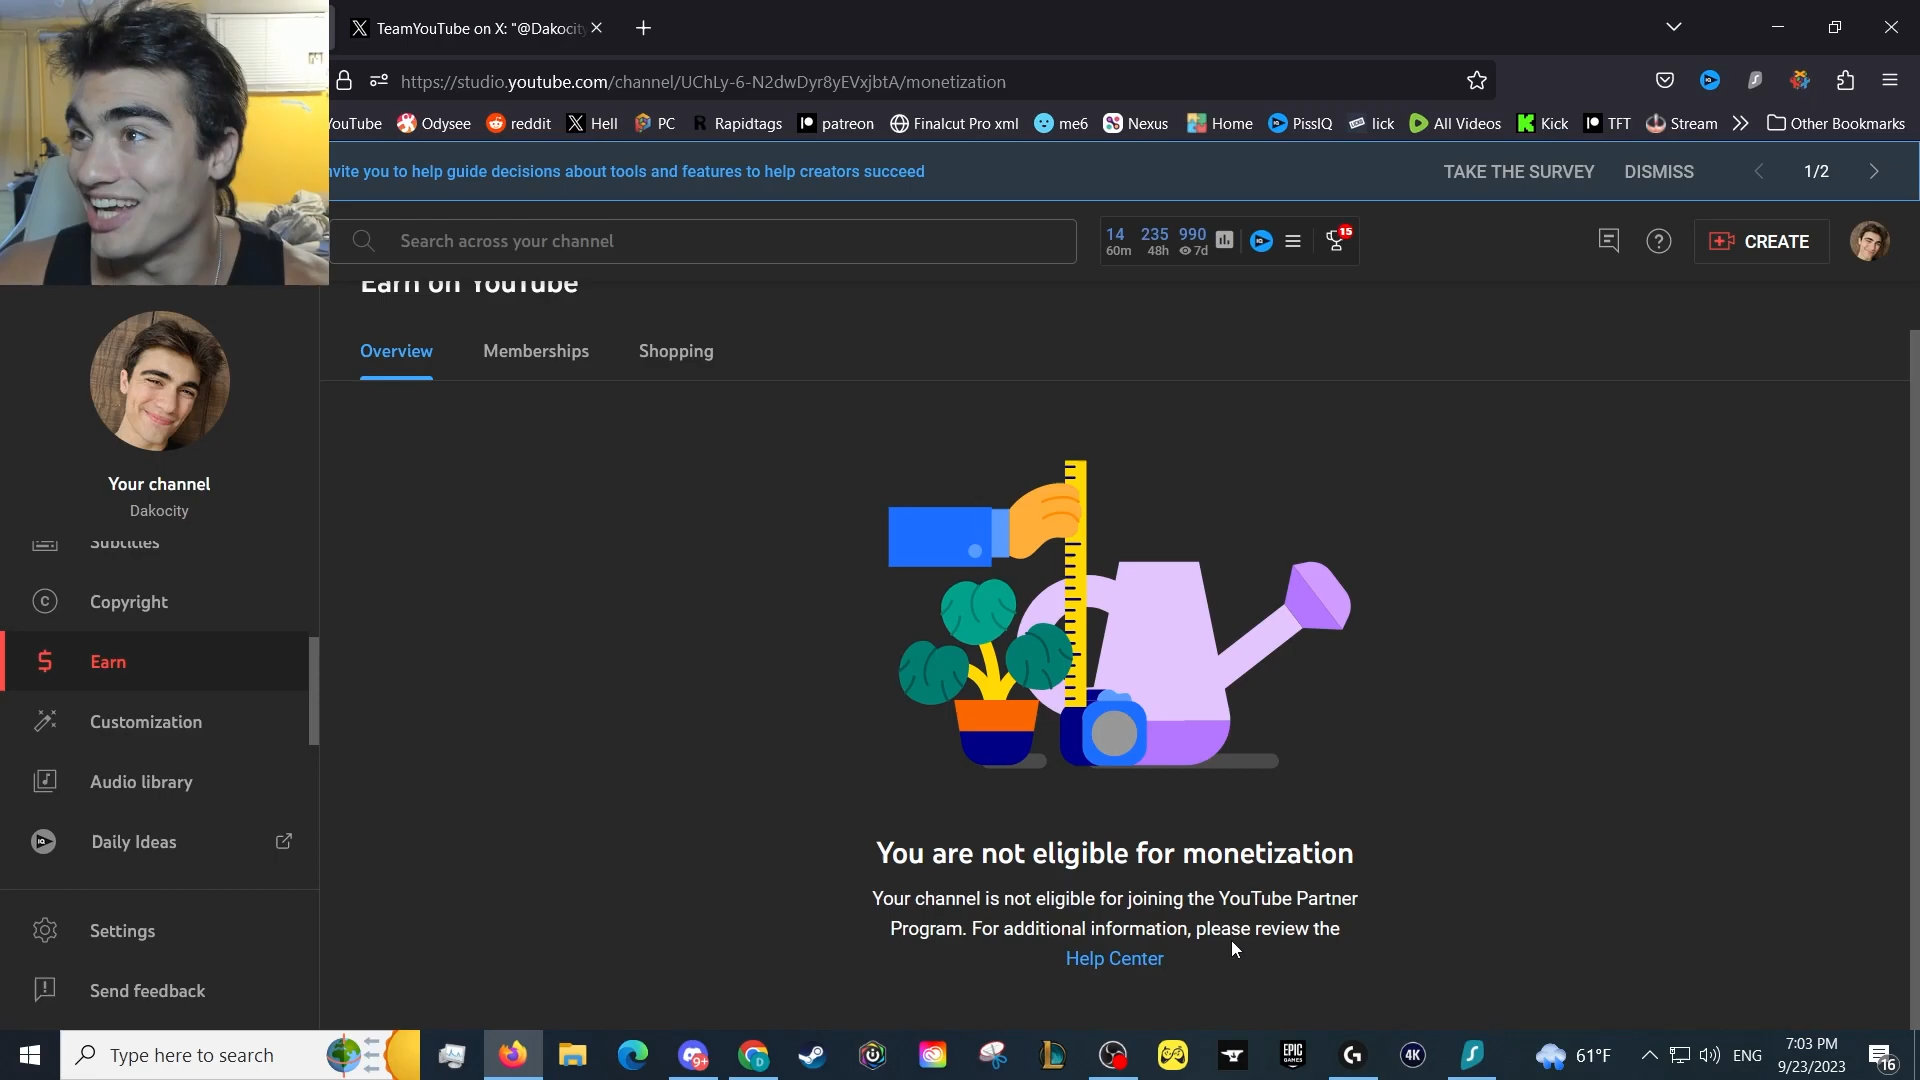 TeamYouTube on X: "@Dakocity
https://studio.youtube.com/channel/UChLy-6-N2dwDyr8yEVxjbtA/monetization
YouTube Odysee reddit Hell PC Rapidtags patreon Finalcut Pro xml me6 Nexus Home PissIQ lick All Videos Kick TFT Stream Other Bookmarks
nvite you to help guide decisions about tools and features to help creators succeed TAKE THE SURVEY DISMISS 1/2
Search across your channel
14 235 990 15
60m 48h 7d
CREATE
Earn on YouTube
Overview Memberships Shopping
Your channel
Dakocity
Subtitles
Copyright
Earn
Customization
Audio library
Daily Ideas
Settings
Send feedback
You are not eligible for monetization
Your channel is not eligible for joining the YouTube Partner
Program. For additional information, please review the
Help Center
Type here to search
9+
D
EPIC
GAMES
4K
61°F
ENG
7:03 PM
9/23/2023
16